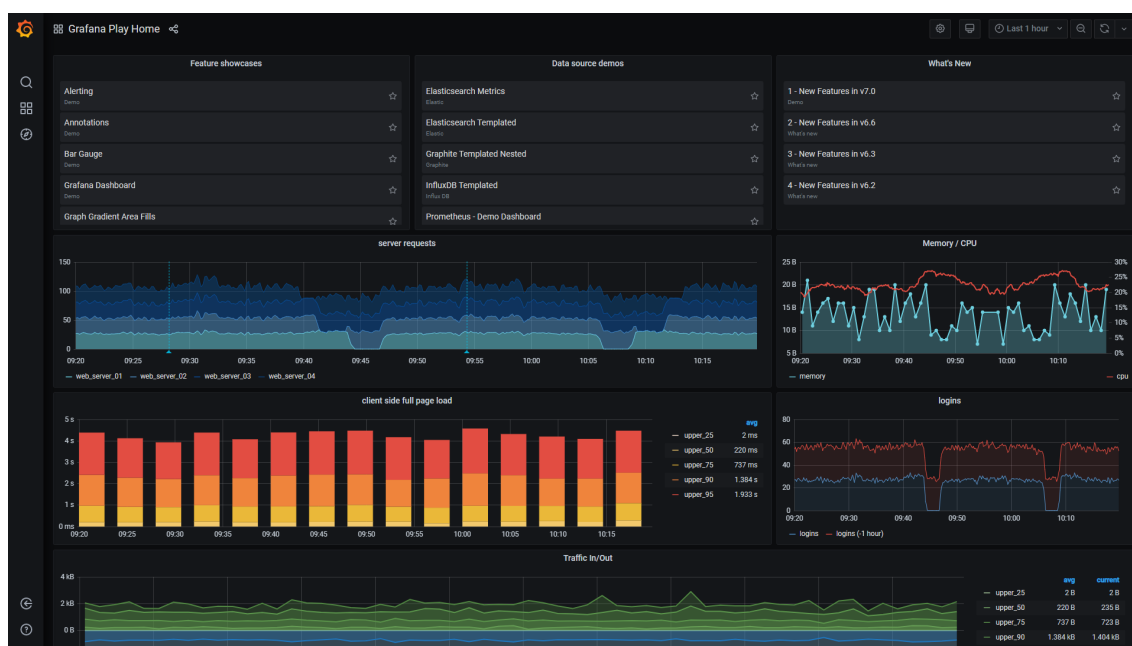 Grafana Play Home
Last 1 hour
Feature showcases
Alerting
Demo
Annotations
Demo
Bar Gauge
Demo
Grafana Dashboard
Demo
Graph Gradient Area Fills
Data source demos
Elasticsearch Metrics
Elastic
Elasticsearch Templated
Elastic
Graphite Templated Nested
Graphite
InfluxDB Templated
Influx DB
Prometheus - Demo Dashboard
What's New
1 - New Features in v7.0
Demo
2 - New Features in v6.6
What's new
3 - New Features in v6.3
What's new
4 - New Features in v6.2
What's new
server requests
150
100
50
0
09:20 09:25 09:30 09:35 09:40 09:45 09:50 09:55 10:00 10:05 10:10 10:15
web_server_01 web_server_02 web_server_03 web_server_04
Memory / CPU
25 B 30%
25%
20 B 20%
15 B 15%
10 B 10%
5%
5 B 0%
09:20 09:30 09:40 09:50 10:00 10:10
memory cpu
client side full page load
5 s
4 s
3 s
2 s
1 s
0 ms
09:20 09:25 09:30 09:35 09:40 09:45 09:50 09:55 10:00 10:05 10:10 10:15
avg
upper_25 2 ms
upper_50 220 ms
upper_75 737 ms
upper_90 1.384 s
upper_95 1.933 s
logins
80
60
40
20
0
09:20 09:30 09:40 09:50 10:00 10:10
logins logins (-1 hour)
Traffic In/Out
4 kB
2 kB
0 B
avg current
upper_25 2 B 2 B
upper_50 220 B 235 B
upper_75 737 B 723 B
upper_90 1.384 kB 1.404 kB